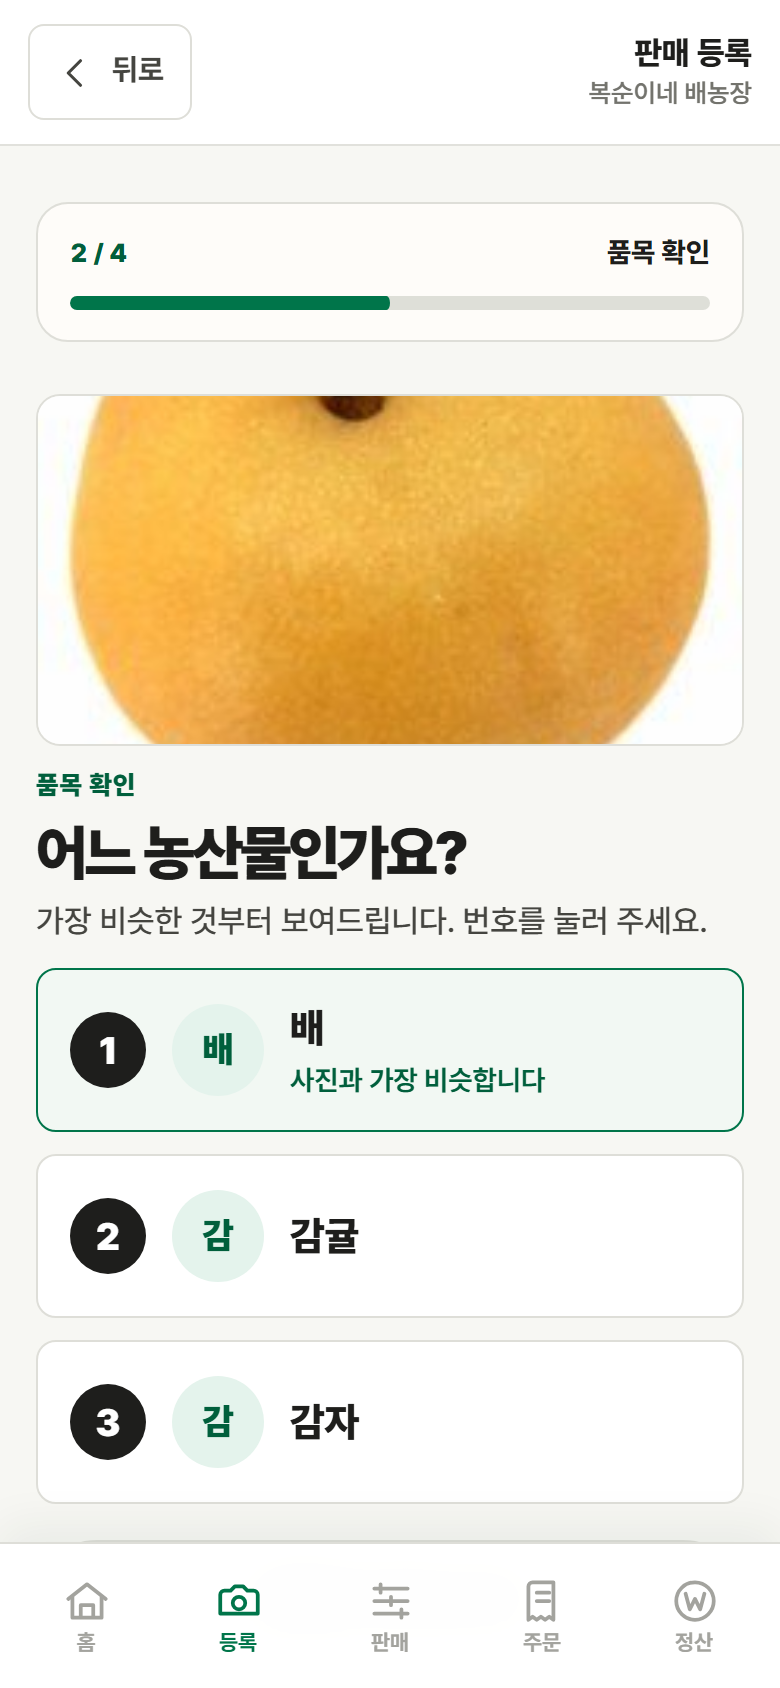 뒤로
판매 등록
복순이네 배농장
2 / 4
품목 확인
품목 확인
어느 농산물인가요?
가장 비슷한 것부터 보여드립니다. 번호를 눌러 주세요.
1
배
배
사진과 가장 비슷합니다
2
감
감귤
3
감
감자
홈
등록
판매
주문
정산